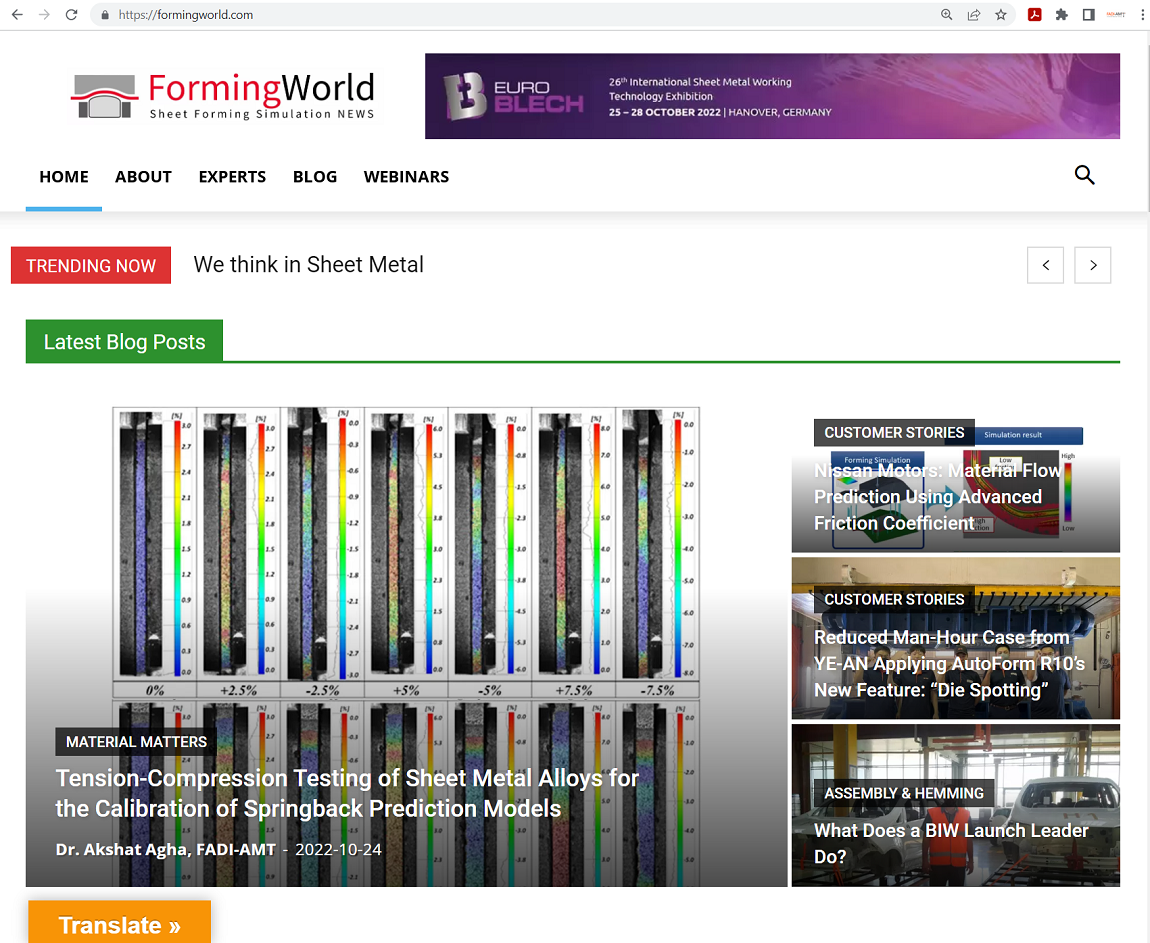 https://formingworld.com
FormingWorld
Sheet Forming Simulation NEWS
EURO
BLECH
26th International Sheet Metal Working
Technology Exhibition
25 – 28 OCTOBER 2022 | HANOVER, GERMANY
HOME ABOUT EXPERTS BLOG WEBINARS
TRENDING NOW We think in Sheet Metal
Latest Blog Posts
0% +2.5% -2.5% +5% -5% +7.5% -7.5%
MATERIAL MATTERS
Tension-Compression Testing of Sheet Metal Alloys for
the Calibration of Springback Prediction Models
Dr. Akshat Agha, FADI-AMT - 2022-10-24
CUSTOMER STORIES
Simulation result
Forming Simulation
Low
High
Nissan Motors: Material Flow
Prediction Using Advanced
Friction Coefficient
Low
CUSTOMER STORIES
Reduced Man-Hour Case from
YE-AN Applying AutoForm R10's
New Feature: “Die Spotting”
ASSEMBLY & HEMMING
What Does a BIW Launch Leader
Do?
Translate »